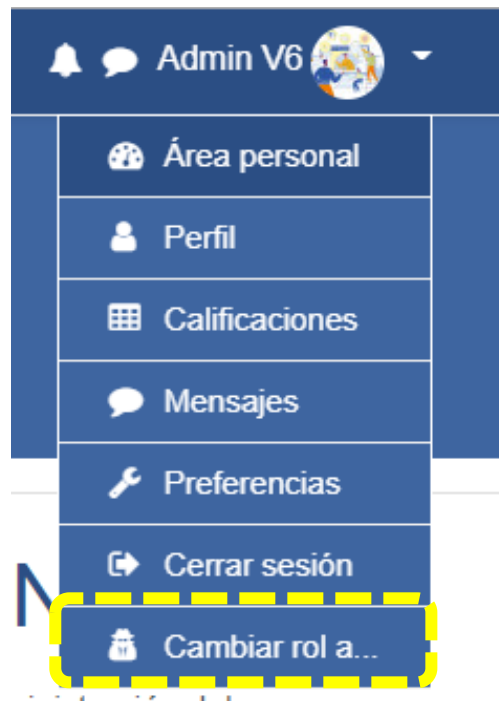 Admin V6
Área personal
Perfil
Calificaciones
Mensajes
Preferencias
Cerrar sesión
N
Cambiar rol a...